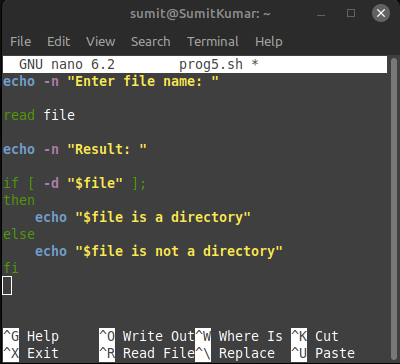 sumit@SumitKumar: ~
File Edit View Search Terminal Help
GNU nano 6.2 prog5.sh *
echo -n "Enter file name: "
read file
echo -n "Result: "
if [ -d "$file" ];
then
    echo "$file is a directory"
else
    echo "$file is not a directory"
fi
^G Help ^O Write Out ^W Where Is ^K Cut
^X Exit ^R Read File ^\ Replace ^U Paste